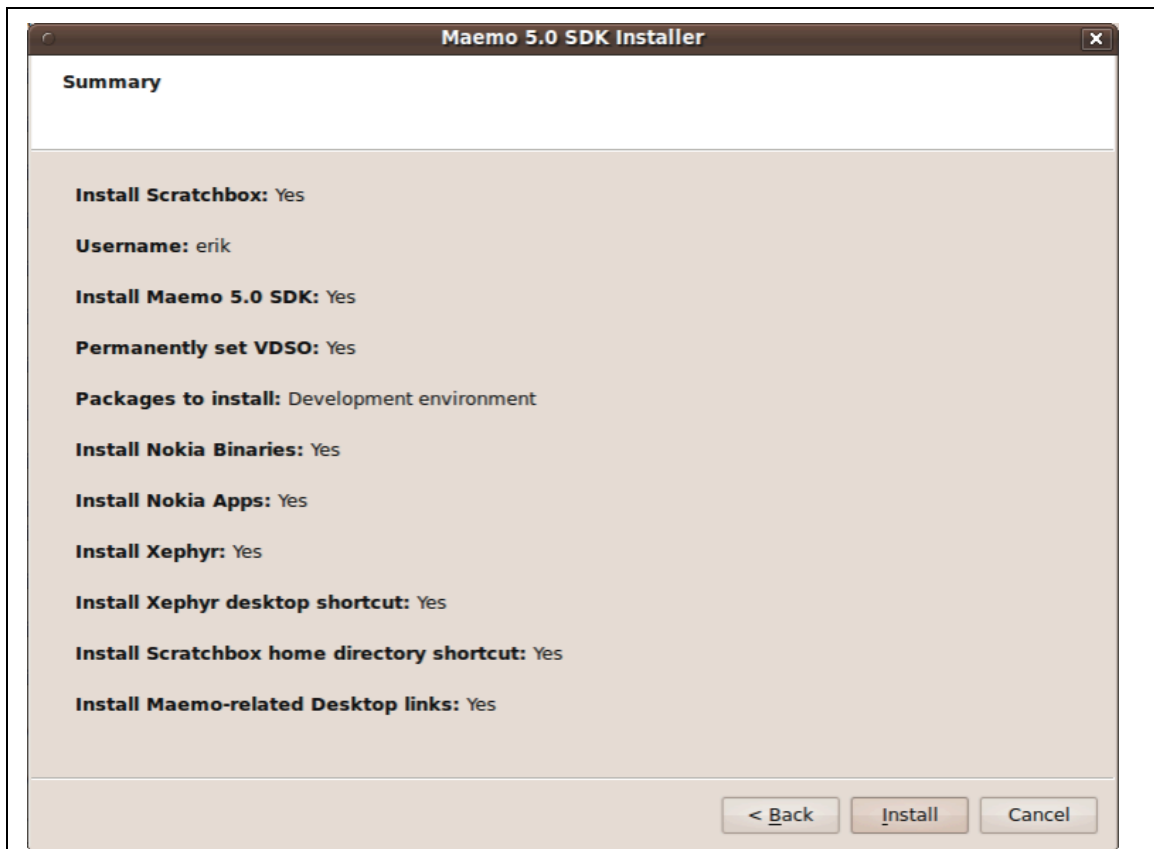 Maemo 5.0 SDK Installer
Summary
Install Scratchbox: Yes
Username: erik
Install Maemo 5.0 SDK: Yes
Permanently set VDSO: Yes
Packages to install: Development environment
Install Nokia Binaries: Yes
Install Nokia Apps: Yes
Install Xephyr: Yes
Install Xephyr desktop shortcut: Yes
Install Scratchbox home directory shortcut: Yes
Install Maemo-related Desktop links: Yes
< Back Install Cancel